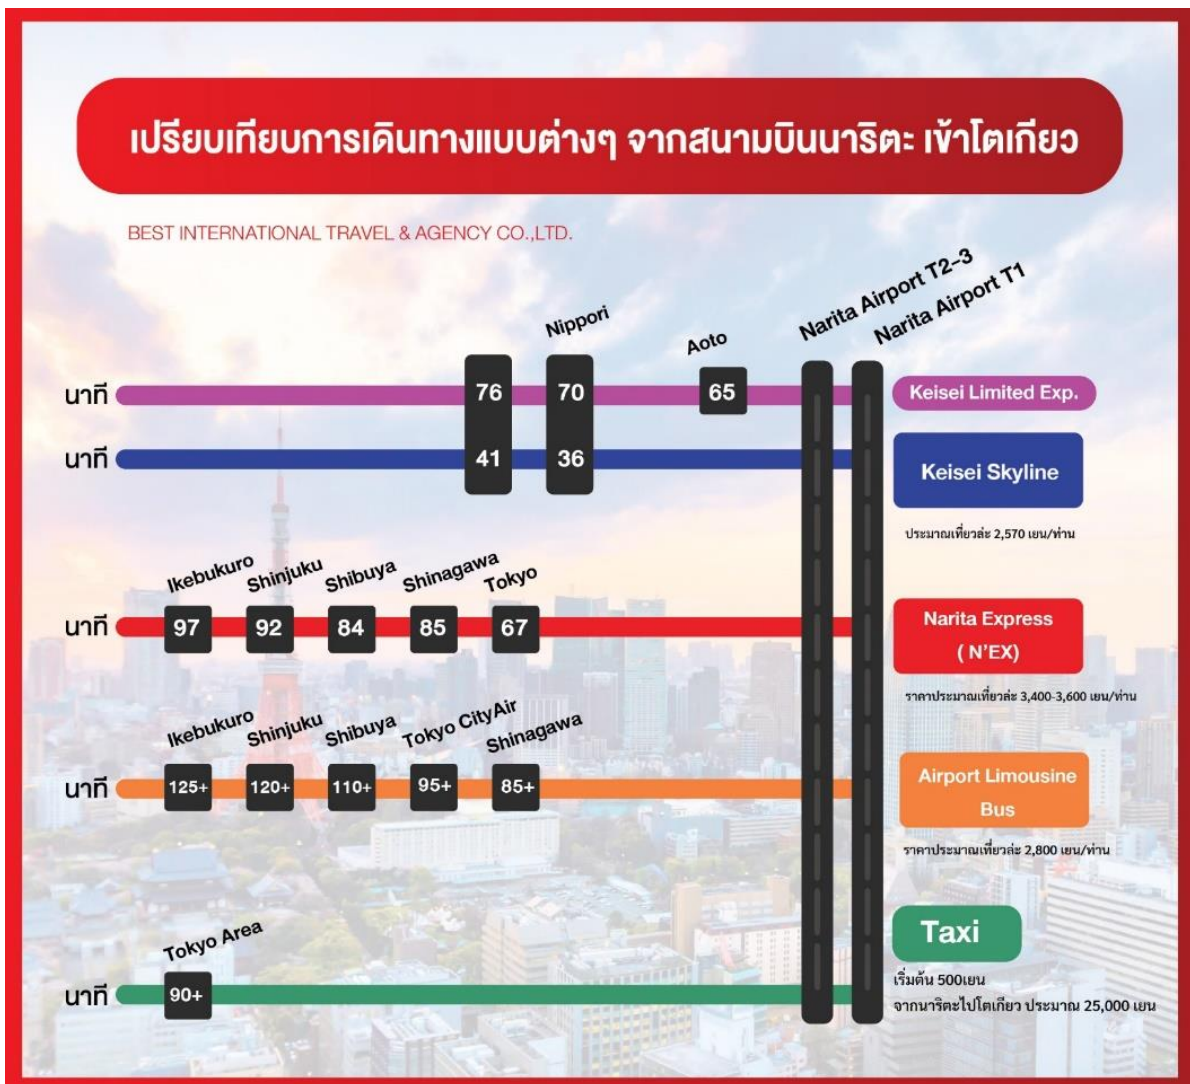 เปรียบเทียบการเดินทางแบบต่างๆ จากสนามบินนาริตะ เข้าโตเกียว
BEST INTERNATIONAL TRAVEL & AGENCY CO.,LTD.
Nippori
Aoto
Narita Airport T2-3
Narita Airport T1
นาที
76
70
65
Keisei Limited Exp.
นาที
41
36
Keisei Skyline
ประมาณเที่ยวล่ะ 2,570 เยน/ท่าน
Ikebukuro
Shinjuku
Shibuya
Shinagawa
Tokyo
นาที
97
92
84
85
67
Narita Express
( N'EX)
ราคาประมาณเที่ยวล่ะ 3,400-3,600 เยน/ท่าน
Ikebukuro
Shinjuku
Shibuya
Tokyo CityAir
Shinagawa
นาที
125+
120+
110+
95+
85+
Airport Limousine
Bus
ราคาประมาณเที่ยวล่ะ 2,800 เยน/ท่าน
Tokyo Area
นาที
90+
Taxi
เริ่มต้น 500เยน
จากนาริตะไปโตเกียว ประมาณ 25,000 เยน